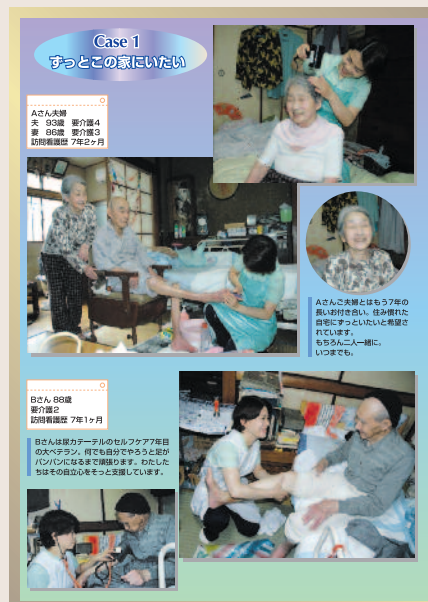 Case 1
ずっとこの家にいたい
Aさん夫婦
夫 93歳 要介護4
妻 86歳 要介護3
訪問看護歴 7年2ヶ月
Aさんご夫婦とはもう7年の
長いお付き合い。住み慣れた
自宅にずっといたいと希望さ
れています。
もちろん二人一緒に。
いつまでも。
Bさん 88歳
要介護2
訪問看護歴 7年1ヶ月
Bさんは尿カテーテルのセルフケア7年目
の大ベテラン。何でも自分でやろうと足が
パンパンになるまで頑張ります。わたした
ちはその自立心をそっと支援しています。